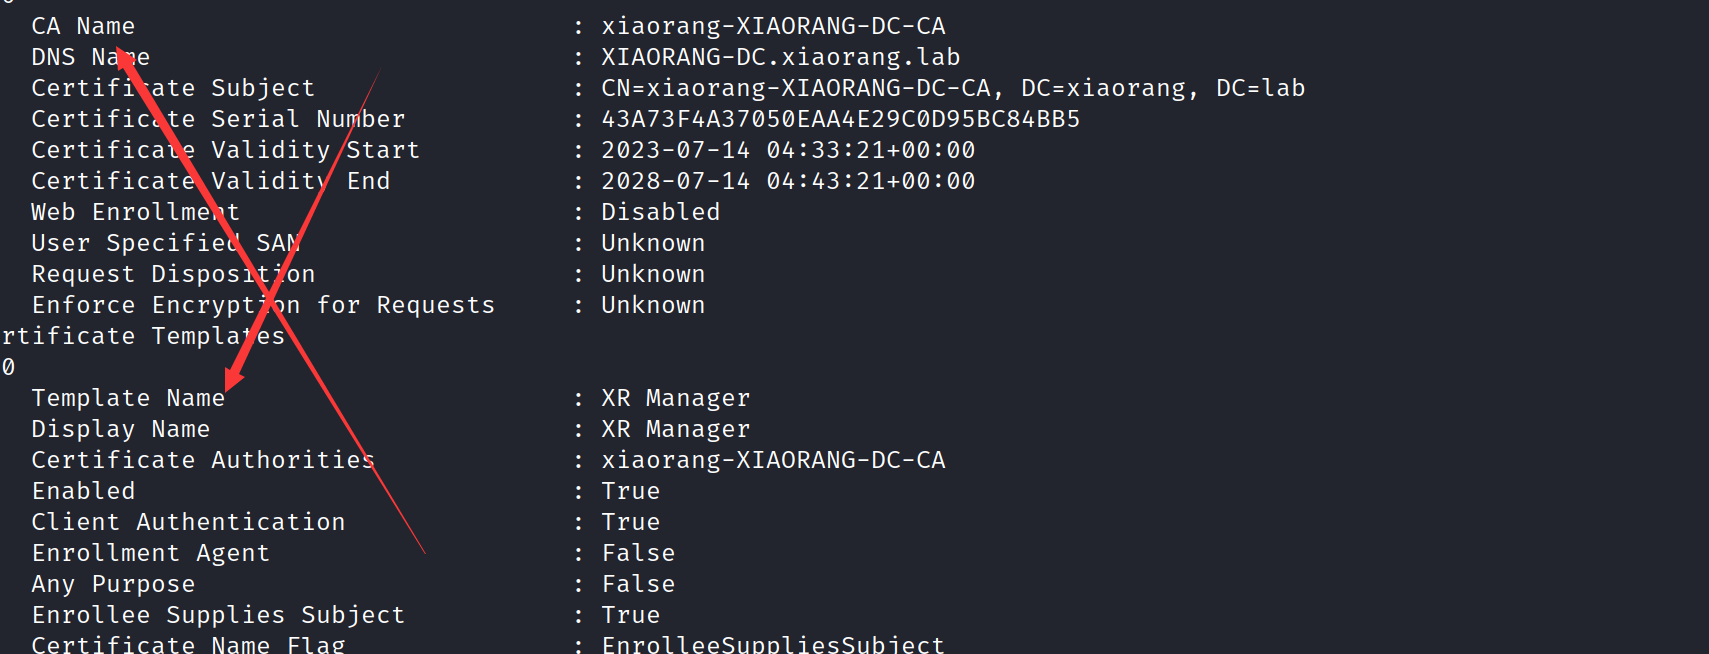 CA Name : xiaorang-XIAORANG-DC-CA
DNS Name : XIAORANG-DC.xiaorang.lab
Certificate Subject : CN=xiaorang-XIAORANG-DC-CA, DC=xiaorang, DC=lab
Certificate Serial Number : 43A73F4A37050EAA4E29C0D95BC84BB5
Certificate Validity Start : 2023-07-14 04:33:21+00:00
Certificate Validity End : 2028-07-14 04:43:21+00:00
Web Enrollment : Disabled
User Specified SAN : Unknown
Request Disposition : Unknown
Enforce Encryption for Requests : Unknown
rtificate Templates
0
Template Name : XR Manager
Display Name : XR Manager
Certificate Authorities : xiaorang-XIAORANG-DC-CA
Enabled : True
Client Authentication : True
Enrollment Agent : False
Any Purpose : False
Enrollee Supplies Subject : True
Certificate Name Flag : EnrolleeSuppliesSubject